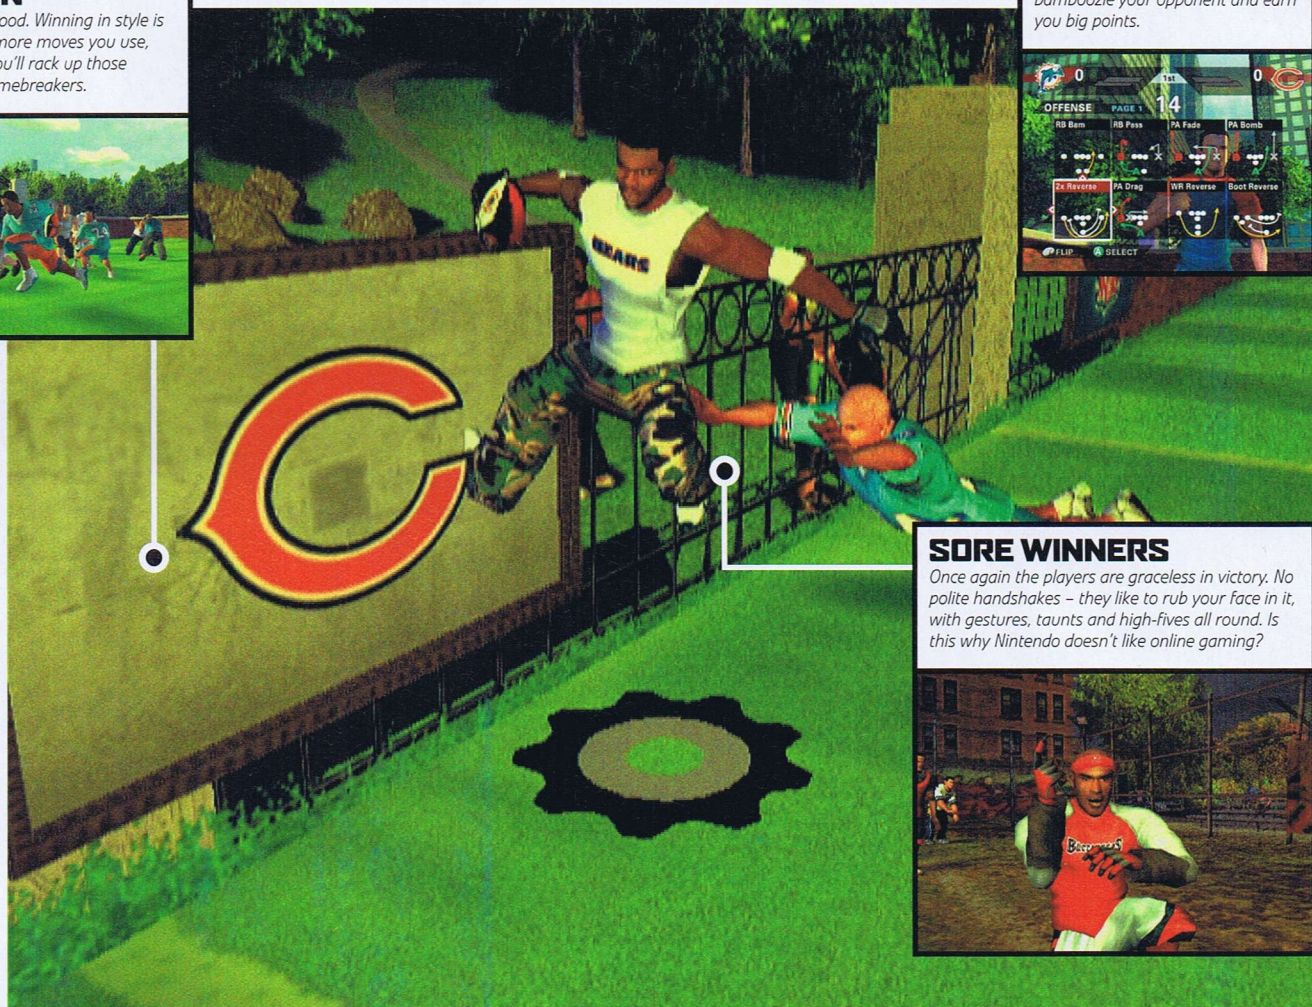 ood. Winning in style is
more moves you use,
ou'll rack up those
mebreakers.
you big points.
0
1st
0
OFFENSE PAGE 1 14
RB Bam RB Pass PA Fade PA Bomb
2x Reverse PA Drag WR Reverse Boot Reverse
FLIP A SELECT
BEARS
C
SORE WINNERS
Once again the players are graceless in victory. No
polite handshakes – they like to rub your face in it,
with gestures, taunts and high-fives all round. Is
this why Nintendo doesn't like online gaming?
Buccaneers